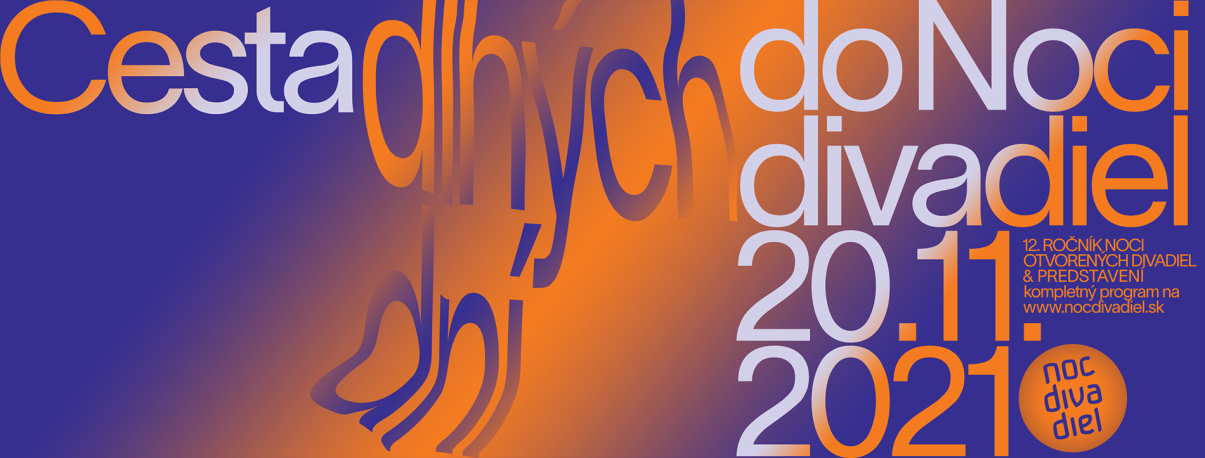 Cesta dlhých do Noci
dní divadiel
20.11.
2021
12. ROČNÍK NOCI
OTVORENÝCH DIVADIEL
& PREDSTAVENÍ
kompletný program na
www.nocdivadiel.sk
noc
diva
diel